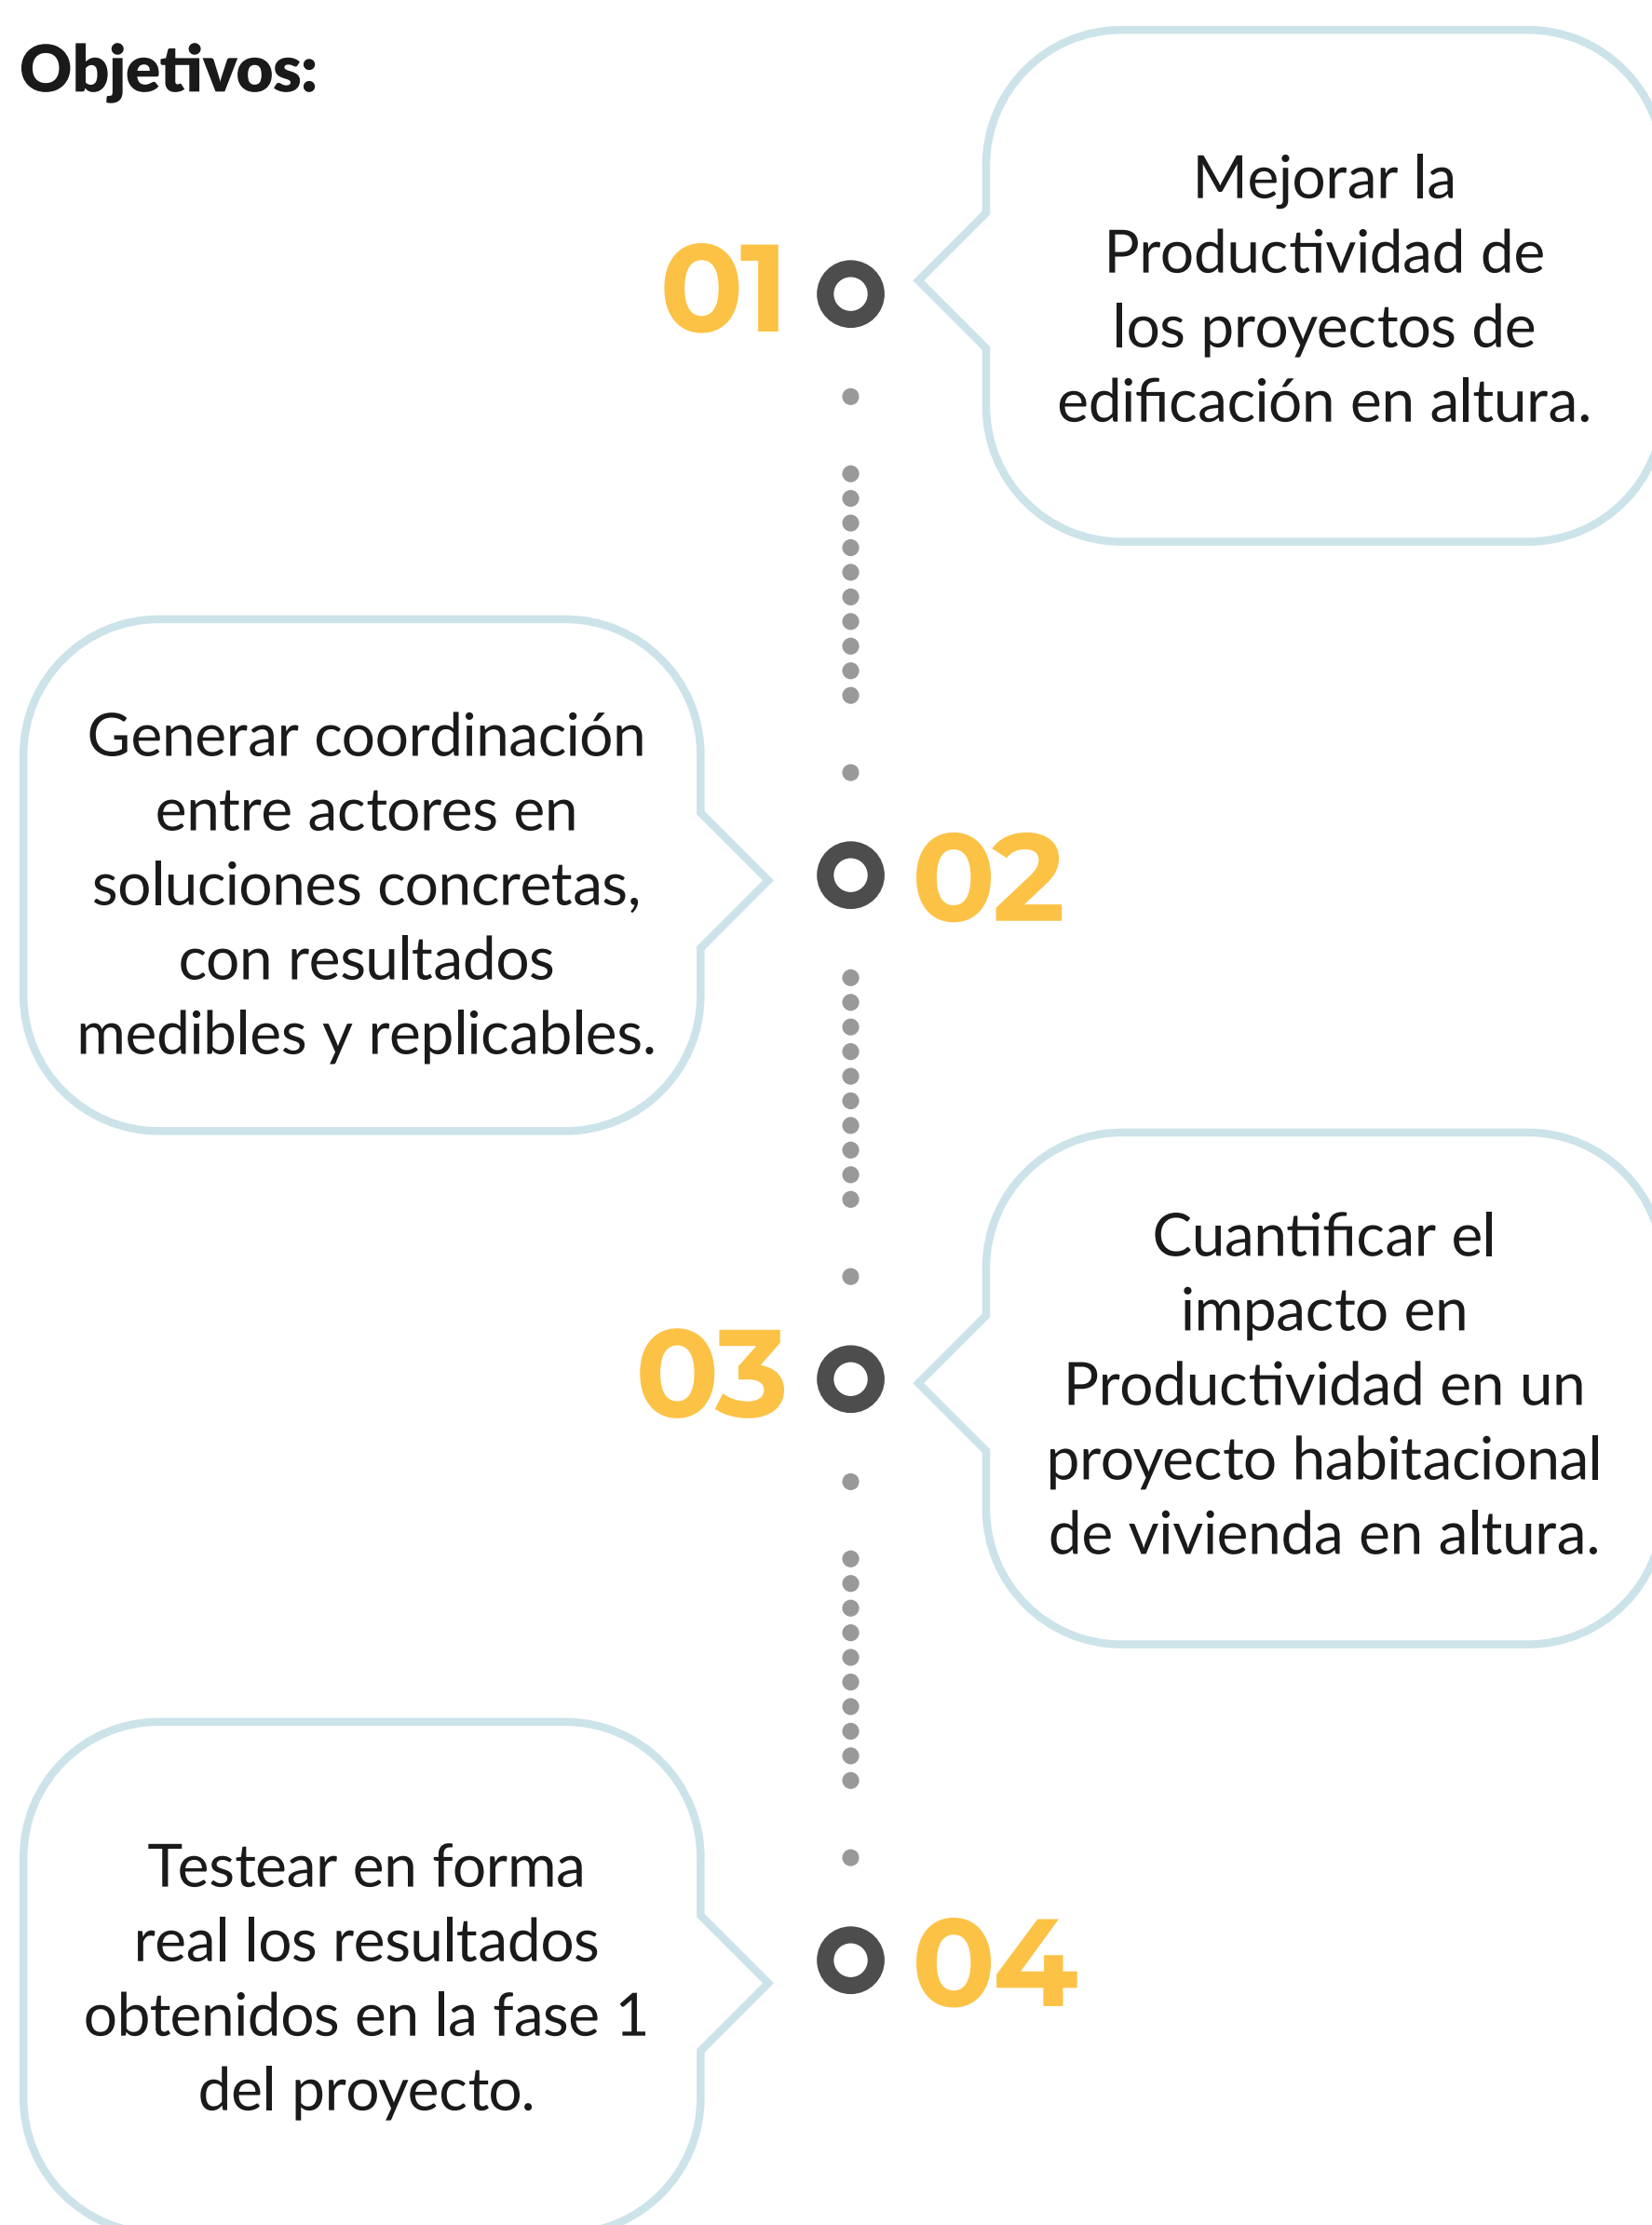 Objetivos:
01
Mejorar la
Productividad de
los proyectos de
edificación en altura.
Generar coordinación
entre actores en
soluciones concretas,
con resultados
medibles y replicables.
02
03
Cuantificar el
impacto en
Productividad en un
proyecto habitacional
de vivienda en altura.
Testear en forma
real los resultados
obtenidos en la fase 1
del proyecto.
04